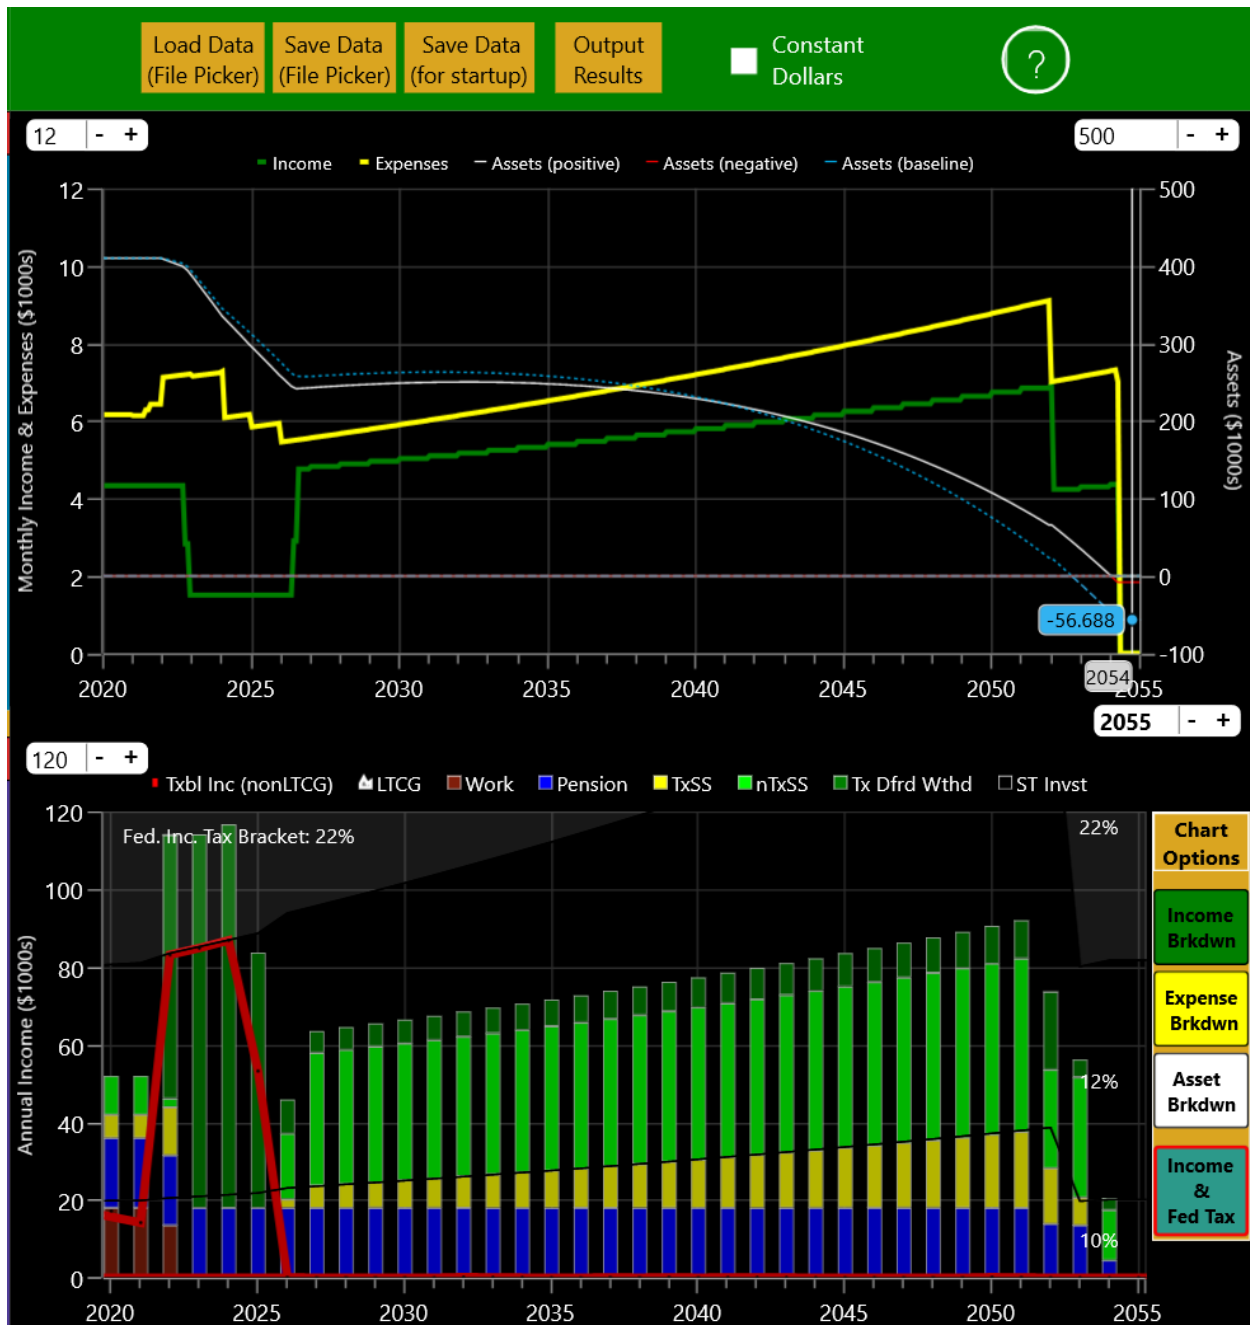 Load Data
(File Picker)
Save Data
(File Picker)
Save Data
(for startup)
Output
Results
Constant
Dollars
?
12 - +
500 - +
Income Expenses Assets (positive) Assets (negative) Assets (baseline)
Monthly Income & Expenses ($1000s)
12
10
8
6
4
2
0
500
400
300
200
100
0
-100
Assets ($1000s)
-56.688
2054
2020 2025 2030 2035 2040 2045 2050 2055
2055 - +
120 - +
Txbl Inc (nonLTCG) LTCG Work Pension TxSS nTxSS Tx Dfrd Wthd ST Invst
Annual Income ($1000s)
120
100
80
60
40
20
0
Fed. Inc. Tax Bracket: 22%
22%
12%
10%
2020 2025 2030 2035 2040 2045 2050 2055
Chart
Options
Income
Brkdwn
Expense
Brkdwn
Asset
Brkdwn
Income
&
Fed Tax